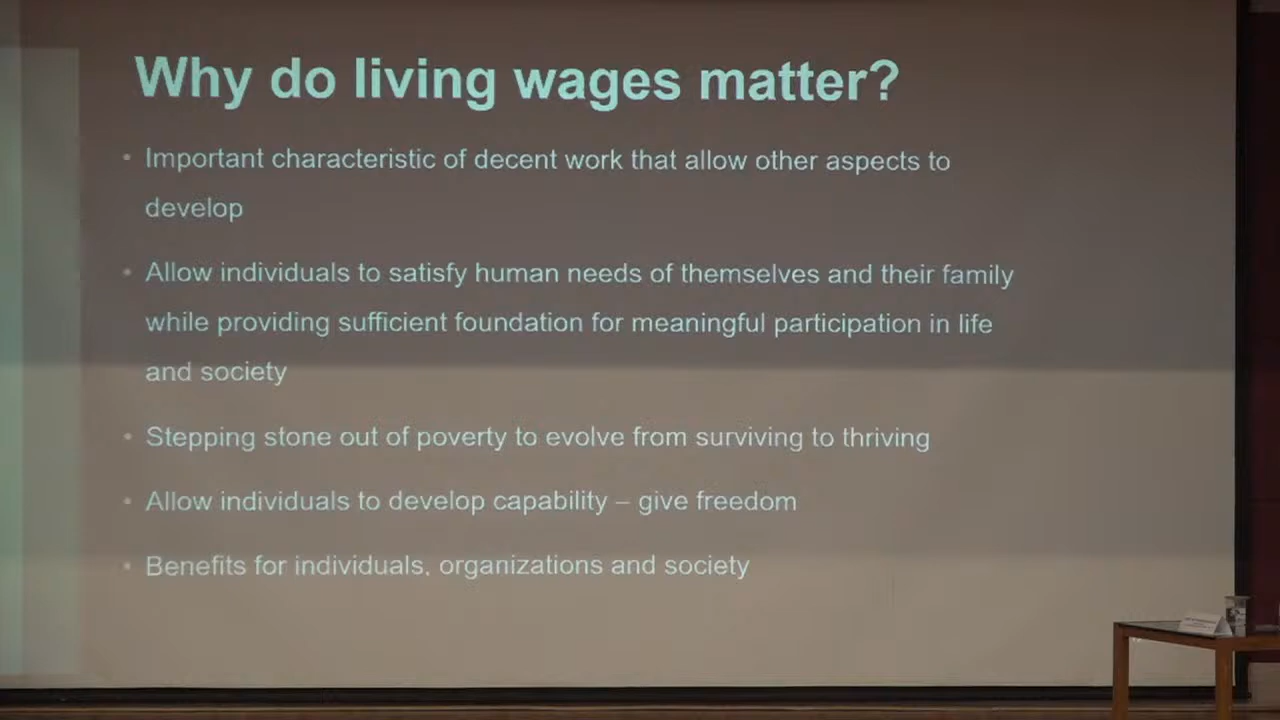 Why do living wages matter?
• Important characteristic of decent work that allow other aspects to
develop
• Allow individuals to satisfy human needs of themselves and their family
while providing sufficient foundation for meaningful participation in life
and society
• Stepping stone out of poverty to evolve from surviving to thriving
• Allow individuals to develop capability – give freedom
• Benefits for individuals, organizations and society